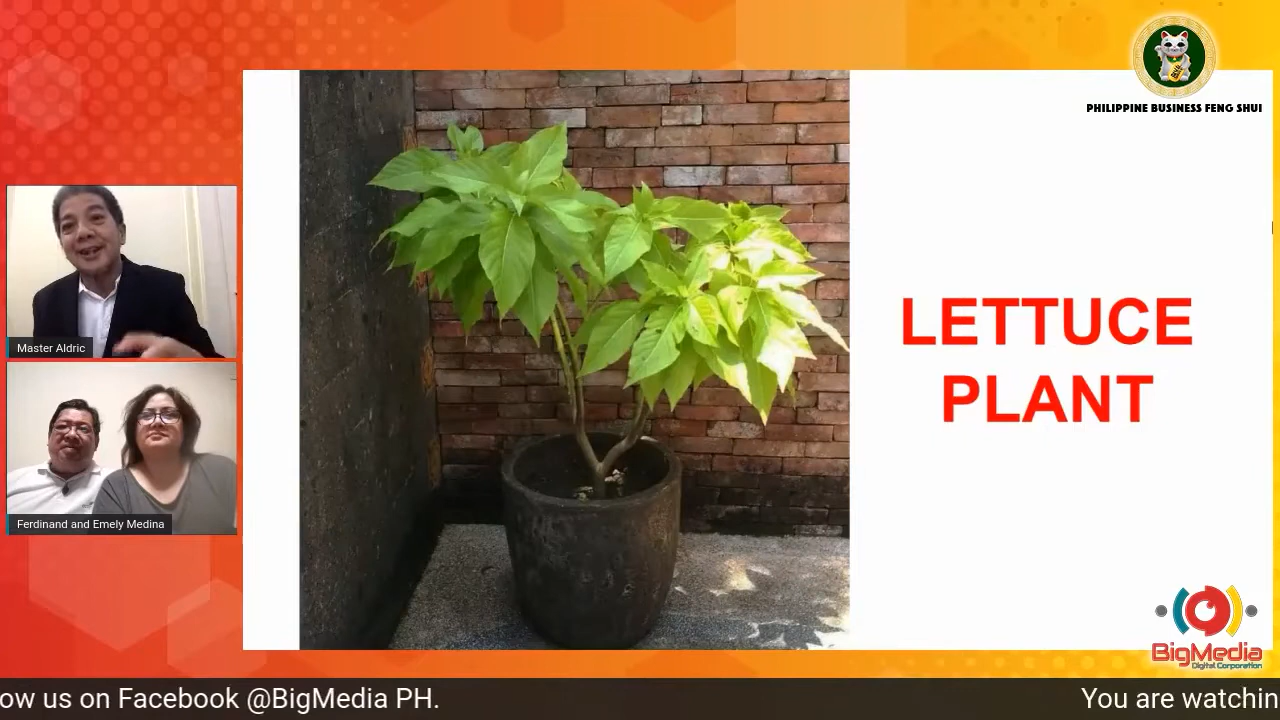 PHILIPPINE BUSINESS FENG SHUI
Master Aldric
LETTUCE
PLANT
Ferdinand and Emely Medina
BigMedia
Digital Corporation
ow us on Facebook @BigMedia PH.
You are watchin